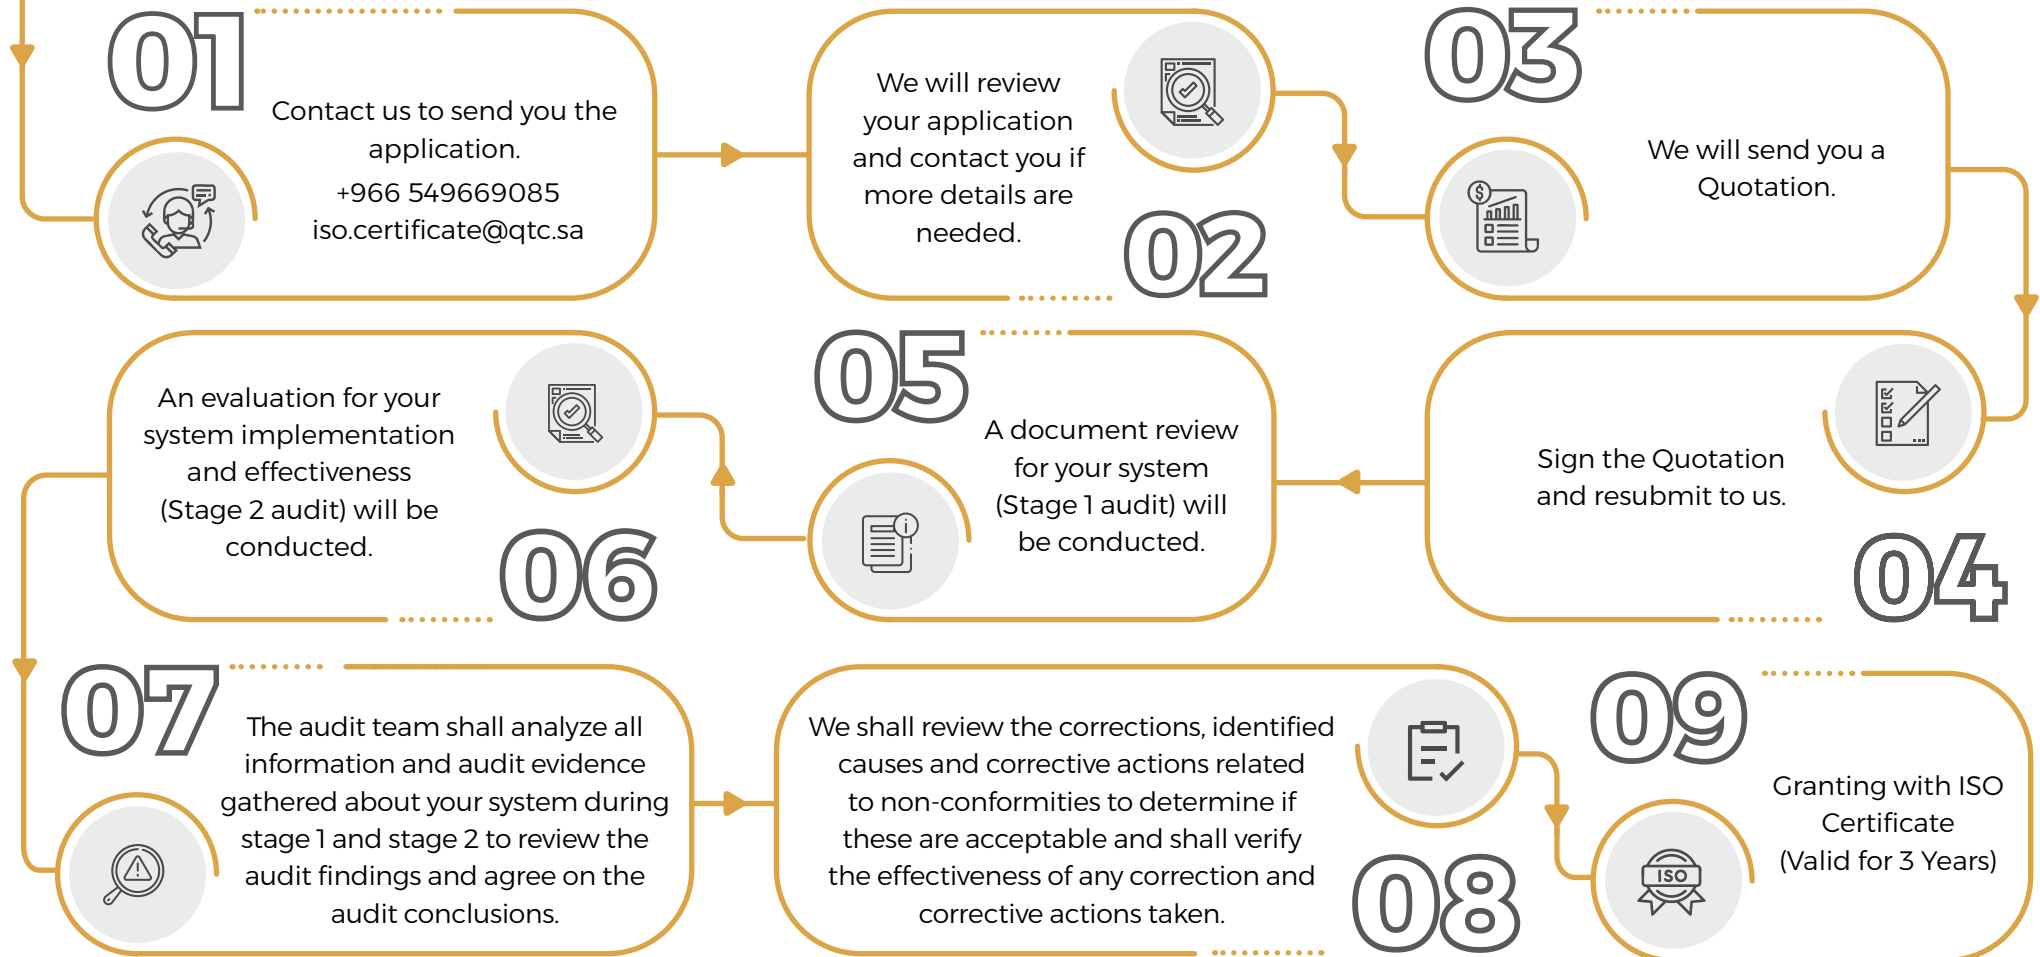 01
Contact us to send you the
application.
+966 549669085
iso.certificate@qtc.sa
We will review
your application
and contact you if
more details are
needed.
02
03
$
We will send you a
Quotation.
Sign the Quotation
and resubmit to us.
04
05
A document review
for your system
(Stage 1 audit) will
be conducted.
i
An evaluation for your
system implementation
and effectiveness
(Stage 2 audit) will be
conducted.
06
07
The audit team shall analyze all
information and audit evidence
gathered about your system during
stage 1 and stage 2 to review the
audit findings and agree on the
audit conclusions.
We shall review the corrections, identified
causes and corrective actions related
to non-conformities to determine if
these are acceptable and shall verify
the effectiveness of any correction and
corrective actions taken.
08
09
Granting with ISO
Certificate
(Valid for 3 Years)
ISO